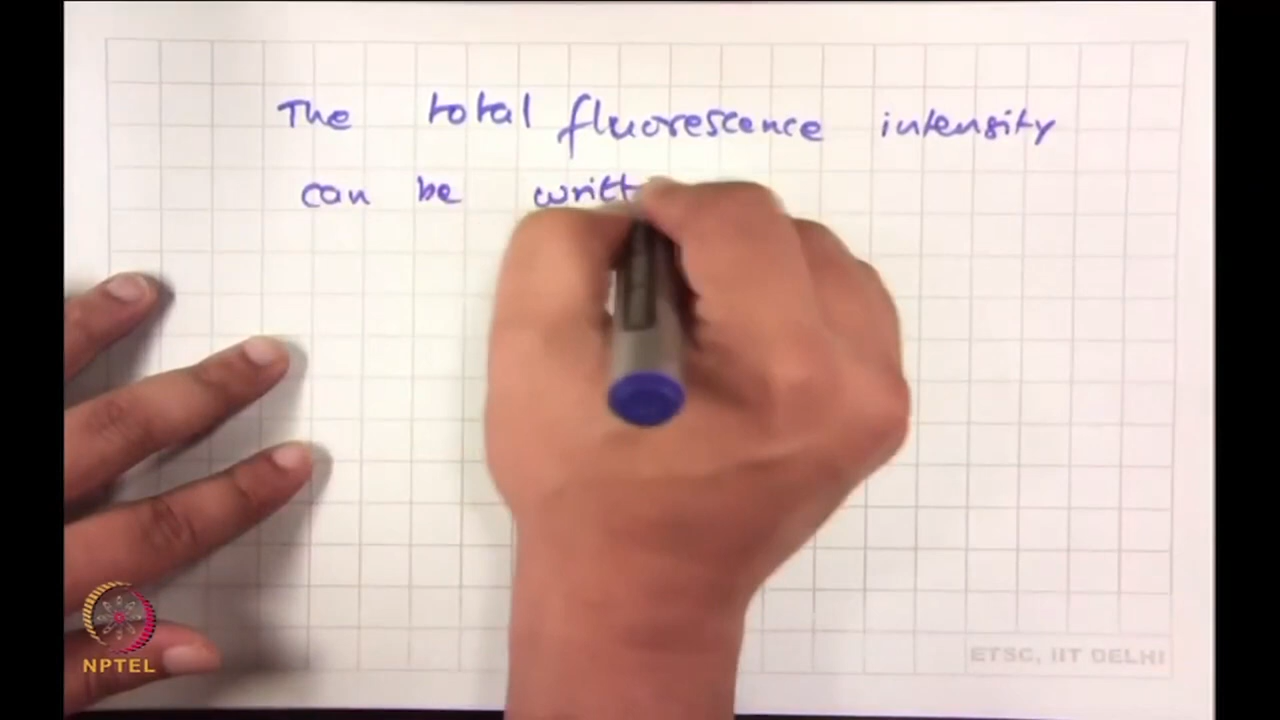 The total fluorescence intensity
can be writt
NPTEL
ETSC, IIT DELHI